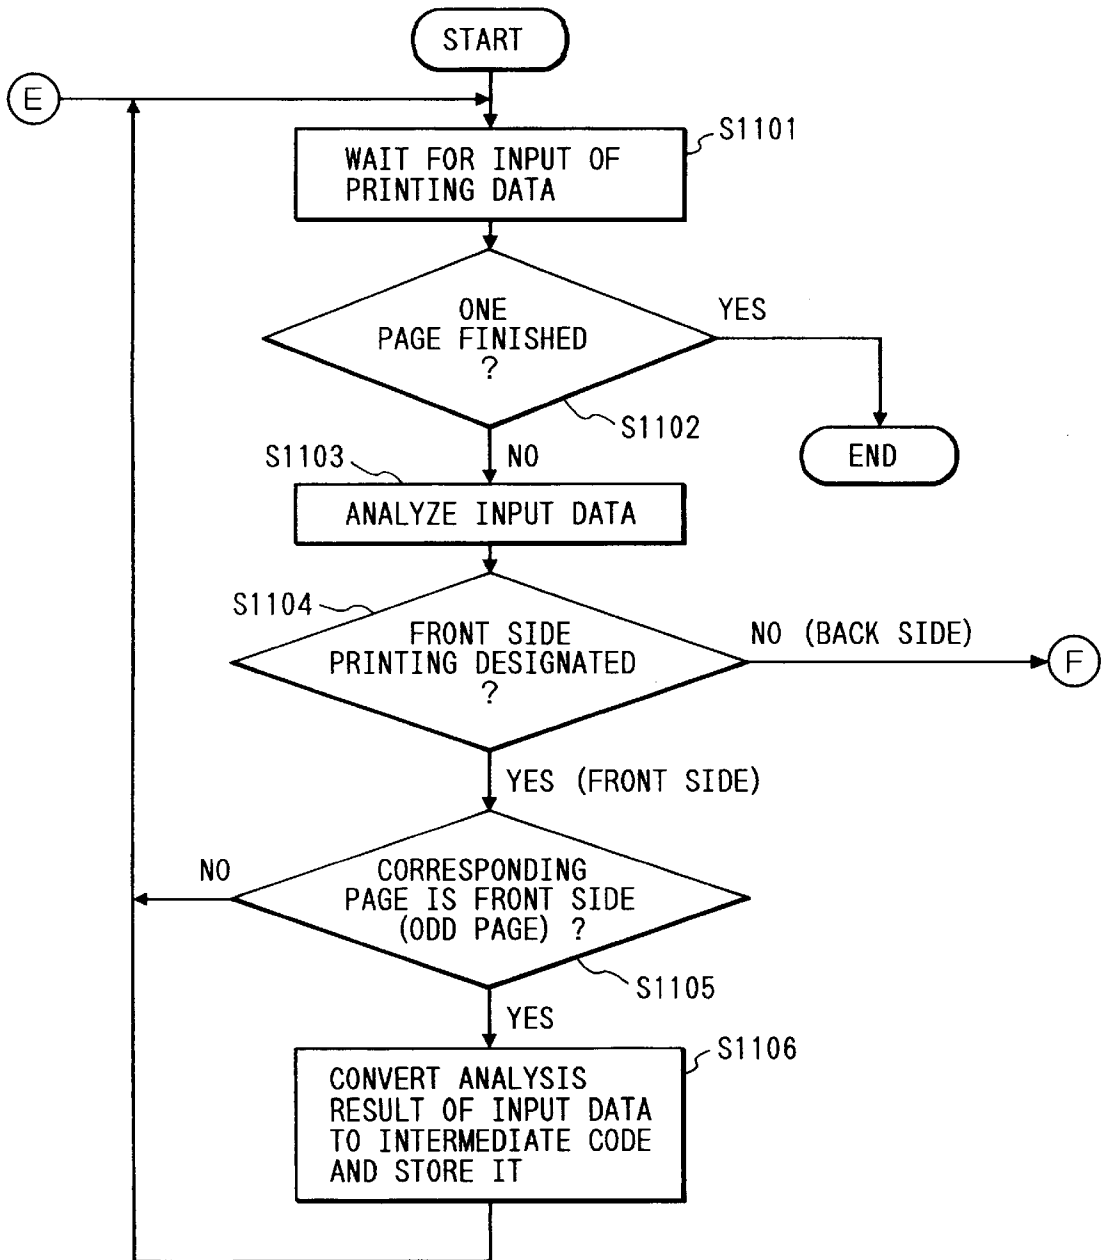 START
E
S1101
WAIT FOR INPUT OF
PRINTING DATA
ONE
PAGE FINISHED
?
YES
S1102
NO
END
S1103
ANALYZE INPUT DATA
S1104
FRONT SIDE
PRINTING DESIGNATED
?
NO (BACK SIDE)
F
YES (FRONT SIDE)
CORRESPONDING
PAGE IS FRONT SIDE
(ODD PAGE) ?
NO
S1105
YES
S1106
CONVERT ANALYSIS
RESULT OF INPUT DATA
TO INTERMEDIATE CODE
AND STORE IT